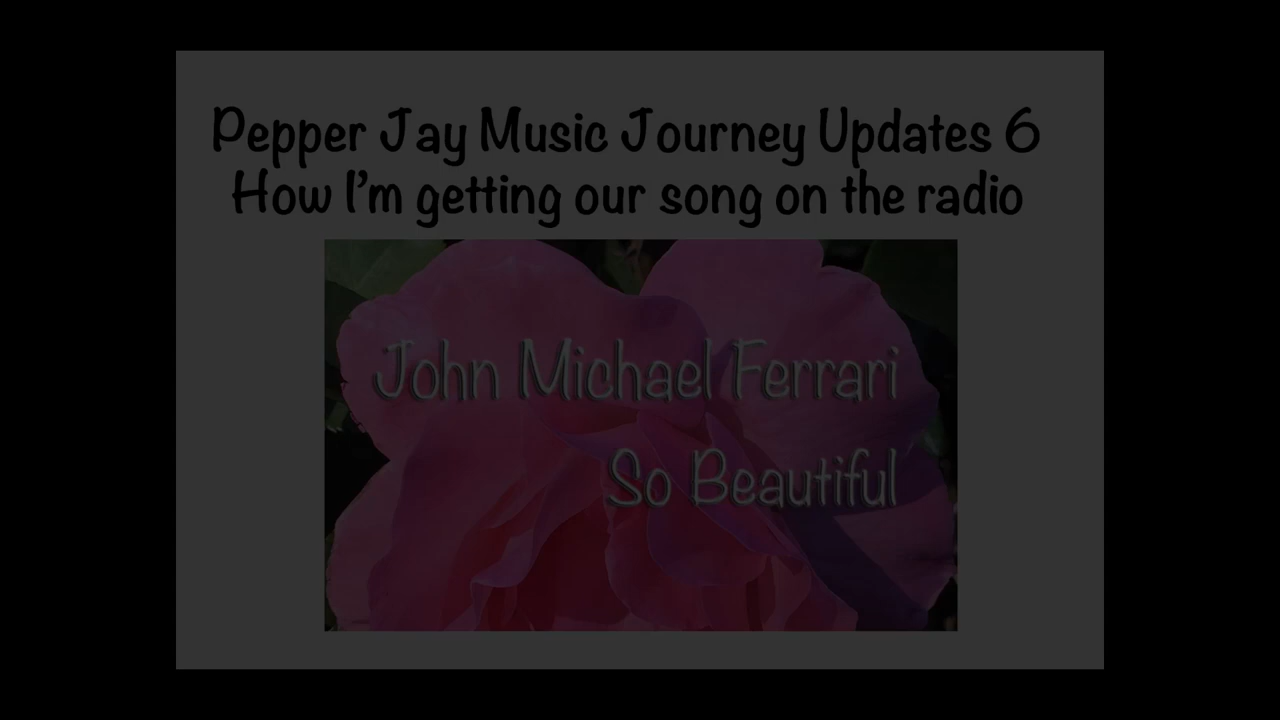 Pepper Jay Music Journey Updates 6
How I'm getting our song on the radio
John Michael Ferrari
So Beautiful